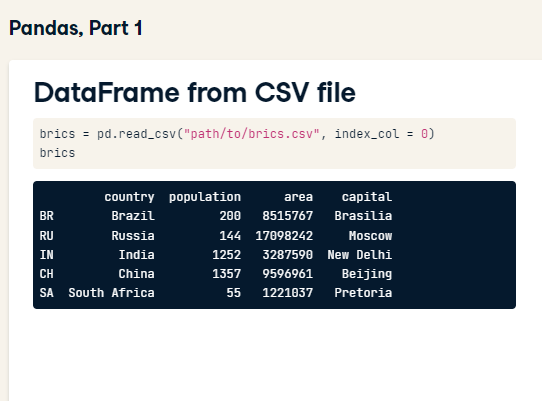 Pandas, Part 1
DataFrame from CSV file
brics = pd.read_csv("path/to/brics.csv", index_col = 0)
brics
country population area capital
BR Brazil 200 8515767 Brasilia
RU Russia 144 17098242 Moscow
IN India 1252 3287590 New Delhi
CH China 1357 9596961 Beijing
SA South Africa 55 1221037 Pretoria